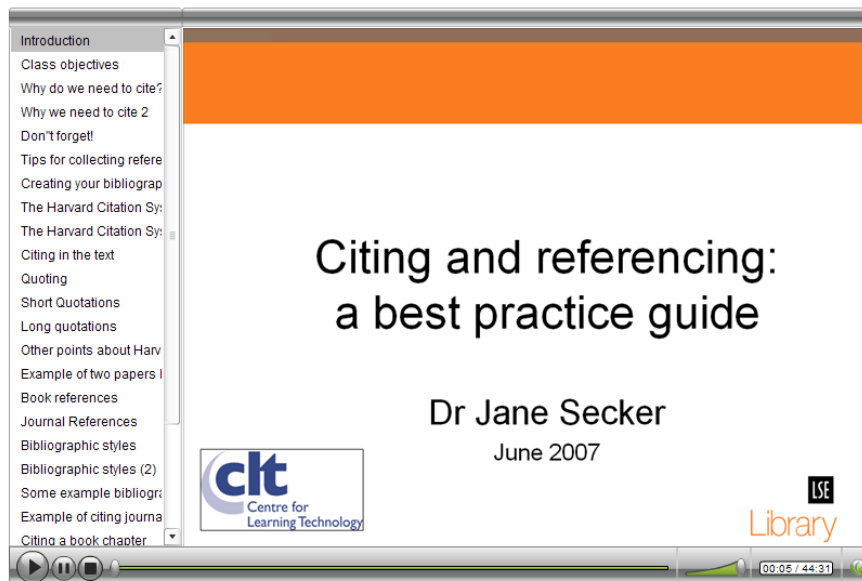 Introduction
Class objectives
Why do we need to cite?
Why we need to cite 2
Don"t forget!
Tips for collecting refere
Creating your bibliograp
The Harvard Citation Sy
The Harvard Citation Sy
Citing in the text
Quoting
Short Quotations
Long quotations
Other points about Harv
Example of two papers
Book references
Journal References
Bibliographic styles
Bibliographic styles (2)
Some example bibliogra
Example of citing journa
Citing a book chapter
Citing and referencing:
a best practice guide
Dr Jane Secker
June 2007
clt
Centre for
Learning Technology
LSE
Library
00:05 / 44:31